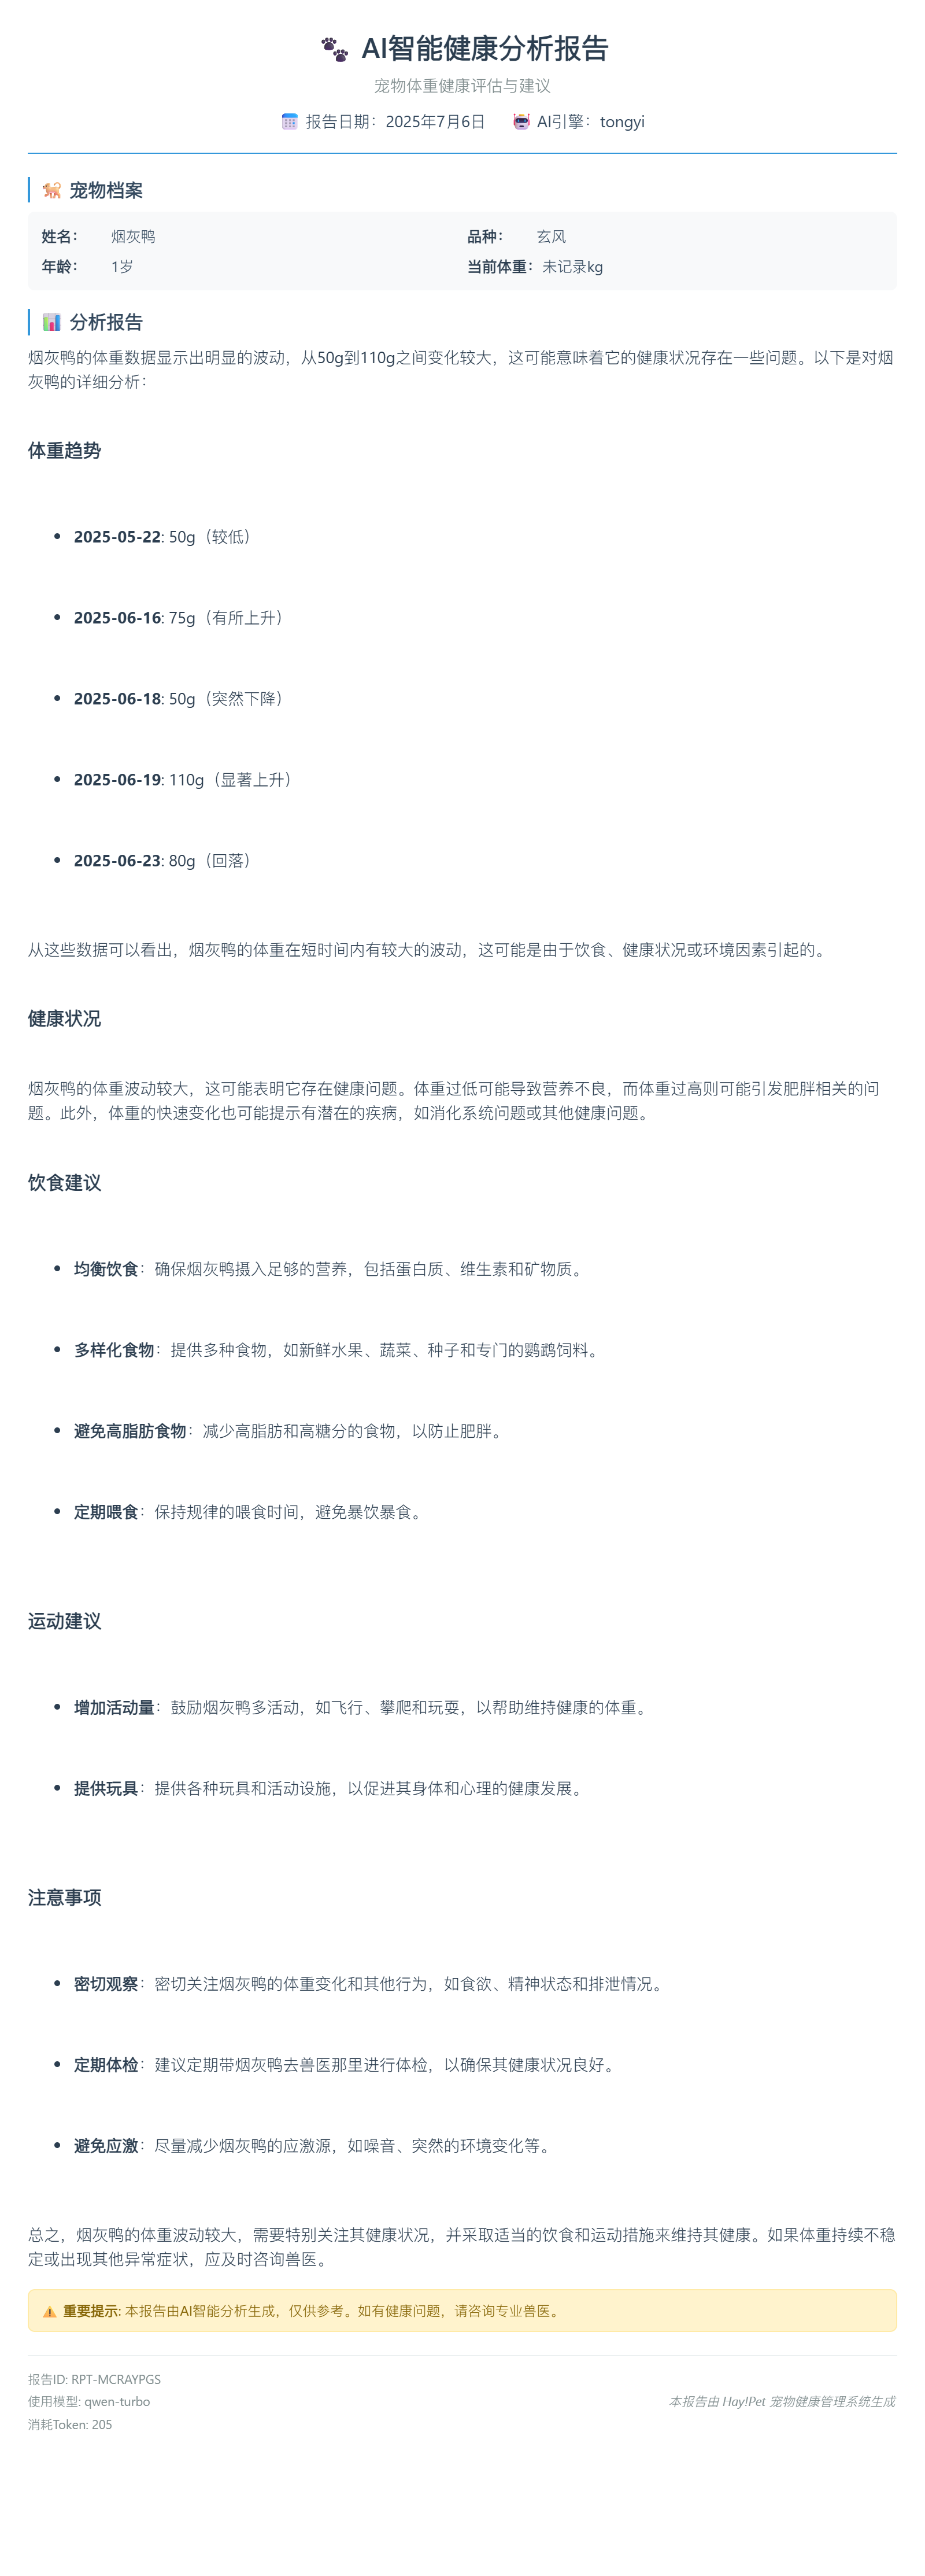 AI智能健康分析报告
宠物体重健康评估与建议
报告日期：2025年7月6日 AI引擎：tongyi
宠物档案
姓名： 烟灰鸭 品种： 玄风
年龄： 1岁 当前体重：未记录kg
分析报告
烟灰鸭的体重数据显示出明显的波动，从50g到110g之间变化较大，这可能意味着它的健康状况存在一些问题。以下是对烟
灰鸭的详细分析：
体重趋势
• 2025-05-22: 50g（较低）
• 2025-06-16: 75g（有所上升）
• 2025-06-18: 50g（突然下降）
• 2025-06-19: 110g（显著上升）
• 2025-06-23: 80g（回落）
从这些数据可以看出，烟灰鸭的体重在短时间内有较大的波动，这可能是由于饮食、健康状况或环境因素引起的。
健康状况
烟灰鸭的体重波动较大，这可能表明它存在健康问题。体重过低可能导致营养不良，而体重过高则可能引发肥胖相关的问
题。此外，体重的快速变化也可能提示有潜在的疾病，如消化系统问题或其他健康问题。
饮食建议
• 均衡饮食：确保烟灰鸭摄入足够的营养，包括蛋白质、维生素和矿物质。
• 多样化食物：提供多种食物，如新鲜水果、蔬菜、种子和专门的鹦鹉饲料。
• 避免高脂肪食物：减少高脂肪和高糖分的食物，以防止肥胖。
• 定期喂食：保持规律的喂食时间，避免暴饮暴食。
运动建议
• 增加活动量：鼓励烟灰鸭多活动，如飞行、攀爬和玩耍，以帮助维持健康的体重。
• 提供玩具：提供各种玩具和活动设施，以促进其身体和心理的健康发展。
注意事项
• 密切观察：密切关注烟灰鸭的体重变化和其他行为，如食欲、精神状态和排泄情况。
• 定期体检：建议定期带烟灰鸭去兽医那里进行体检，以确保其健康状况良好。
• 避免应激：尽量减少烟灰鸭的应激源，如噪音、突然的环境变化等。
总之，烟灰鸭的体重波动较大，需要特别关注其健康状况，并采取适当的饮食和运动措施来维持其健康。如果体重持续不稳
定或出现其他异常症状，应及时咨询兽医。
重要提示: 本报告由AI智能分析生成，仅供参考。如有健康问题，请咨询专业兽医。
报告ID: RPT-MCRAYPGS
使用模型: qwen-turbo
本报告由 Hay!Pet 宠物健康管理系统生成
消耗Token: 205